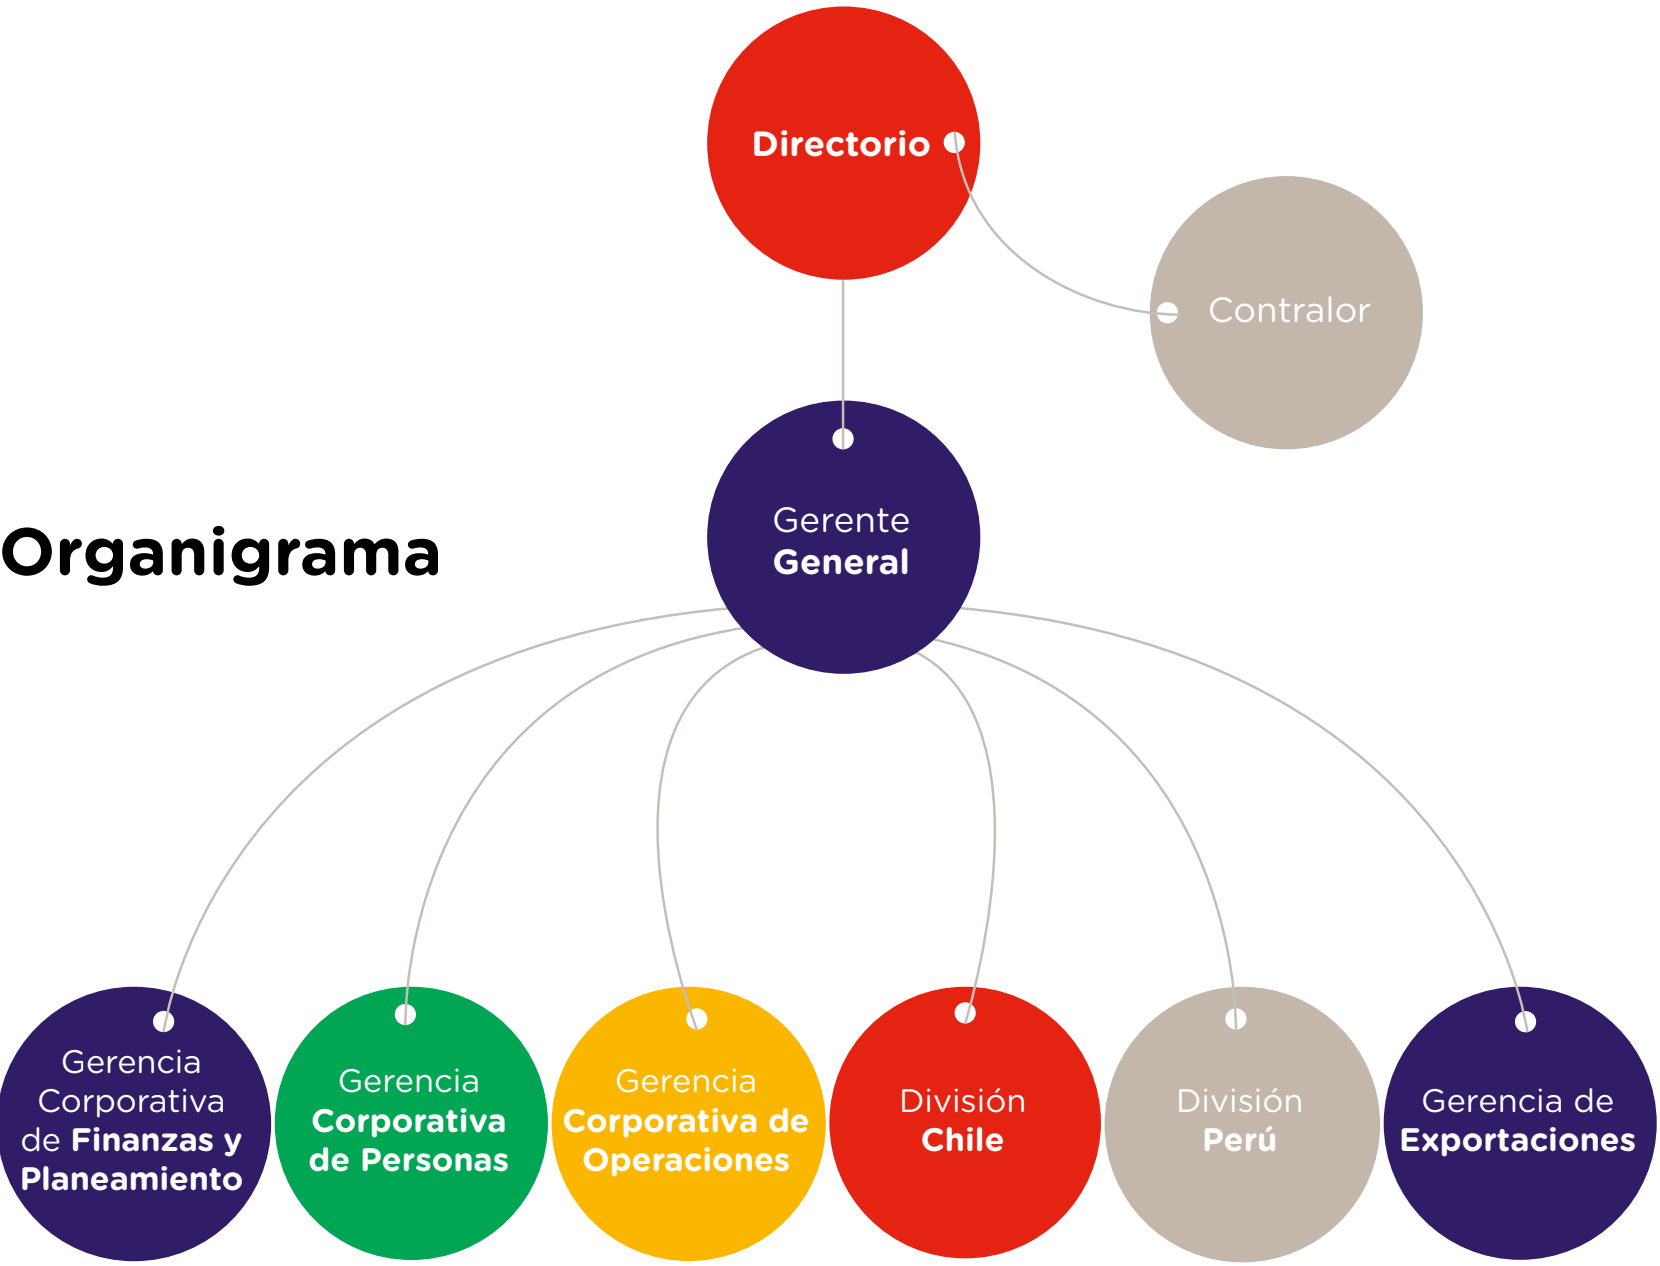 Directorio
Contralor
Gerente
General
Organigrama
Gerencia
Corporativa
de Finanzas y
Planeamiento
Gerencia
Corporativa
de Personas
Gerencia
Corporativa de
Operaciones
División
Chile
División
Perú
Gerencia de
Exportaciones